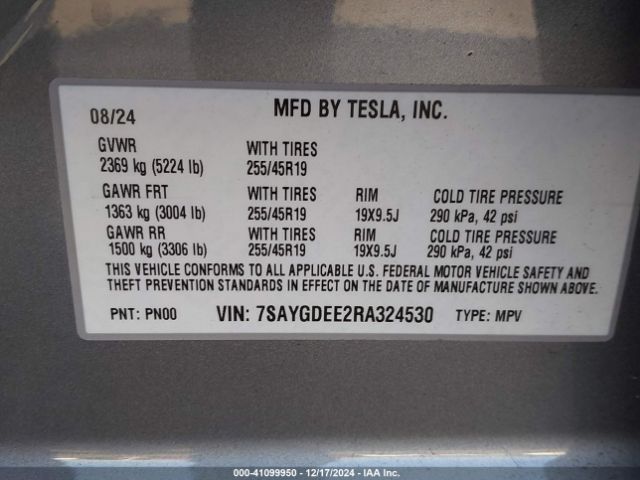 08/24 MFD BY TESLA, INC.
GVWR WITH TIRES
2369 kg (5224 lb) 255/45R19
GAWR FRT WITH TIRES RIM COLD TIRE PRESSURE
1363 kg (3004 lb) 255/45R19 19X9.5J 290 kPa, 42 psi
GAWR RR WITH TIRES RIM COLD TIRE PRESSURE
1500 kg (3306 lb) 255/45R19 19X9.5J 290 kPa, 42 psi
THIS VEHICLE CONFORMS TO ALL APPLICABLE U.S. FEDERAL MOTOR VEHICLE SAFETY AND
THEFT PREVENTION STANDARDS IN EFFECT ON THE DATE OF MANUFACTURE SHOWN ABOVE.
PNT: PN00 VIN: 7SAYGDEE2RA324530 TYPE: MPV
000-41099950 - 12/17/2024 - IAA Inc.